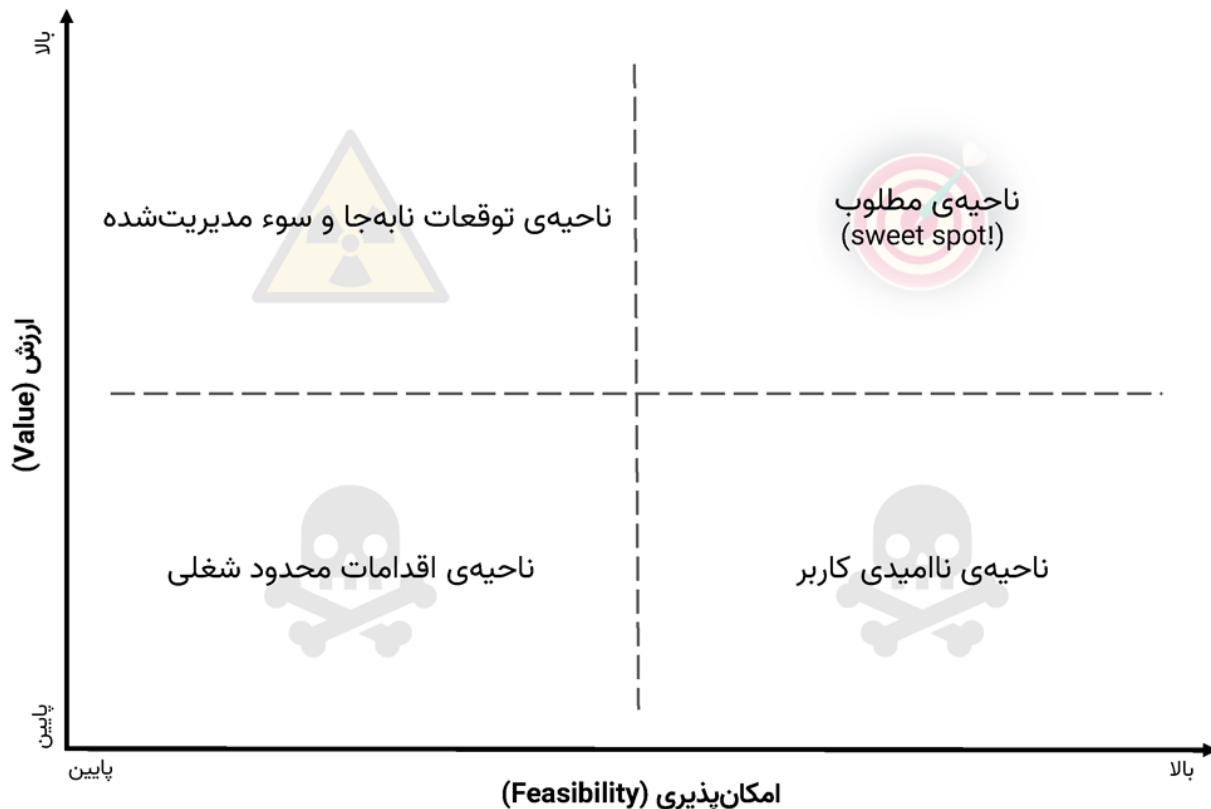 بالا
ناحیه‌ی مطلوب
(sweet spot!)
ناحیه‌ی توقعات نابه‌جا و سوء مدیریت‌شده
ارزش (Value)
ناحیه‌ی ناامیدی کاربر
ناحیه‌ی اقدامات محدود شغلی
پایین
پایین
بالا
امکان‌پذیری (Feasibility)